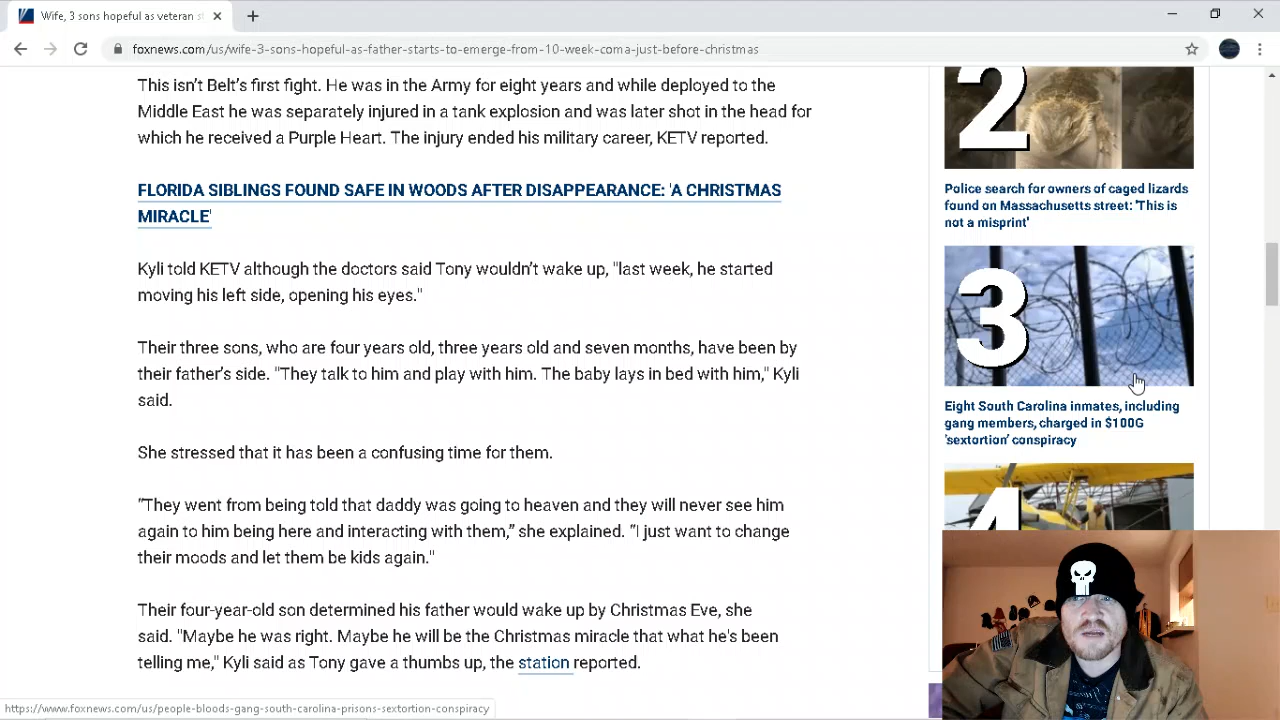 Wife, 3 sons hopeful as veteran s
foxnews.com/us/wife-3-sons-hopeful-as-father-starts-to-emerge-from-10-week-coma-just-before-christmas
This isn’t Belt’s first fight. He was in the Army for eight years and while deployed to the
Middle East he was separately injured in a tank explosion and was later shot in the head for
which he received a Purple Heart. The injury ended his military career, KETV reported.
FLORIDA SIBLINGS FOUND SAFE IN WOODS AFTER DISAPPEARANCE: 'A CHRISTMAS
MIRACLE'
Kyli told KETV although the doctors said Tony wouldn’t wake up, "last week, he started
moving his left side, opening his eyes."
Their three sons, who are four years old, three years old and seven months, have been by
their father’s side. "They talk to him and play with him. The baby lays in bed with him," Kyli
said.
She stressed that it has been a confusing time for them.
“They went from being told that daddy was going to heaven and they will never see him
again to him being here and interacting with them,” she explained. “I just want to change
their moods and let them be kids again."
Their four-year-old son determined his father would wake up by Christmas Eve, she
said. "Maybe he was right. Maybe he will be the Christmas miracle that what he's been
telling me," Kyli said as Tony gave a thumbs up, the station reported.
2
Police search for owners of caged lizards
found on Massachusetts street: 'This is
not a misprint'
3
Eight South Carolina inmates, including
gang members, charged in $100G
‘sextortion’ conspiracy
4
https://www.foxnews.com/us/people-bloods-gang-south-carolina-prisons-sextortion-conspiracy